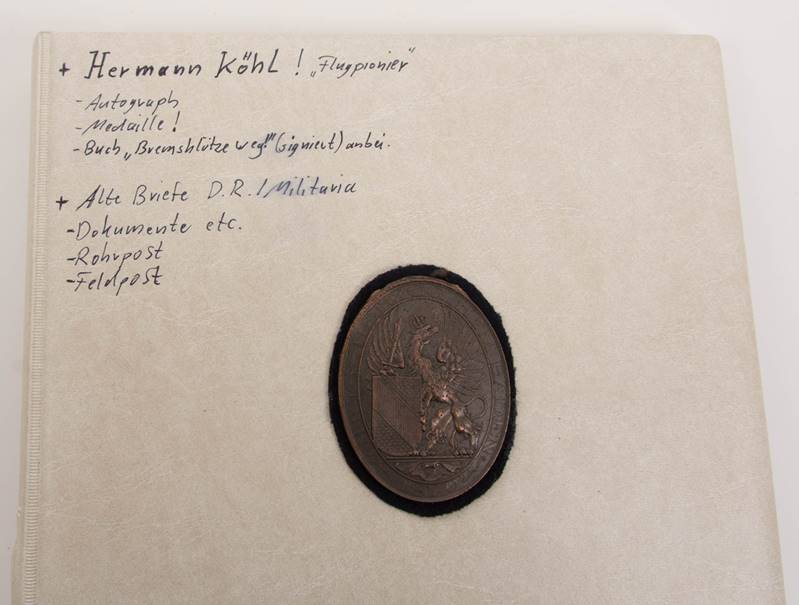 + Hermann Köhl! „Flugpionier"
- Autograph
- Medaille!
- Buch „Bremsklötze weg!" (signiert) anbei.
+ Alte Briefe D.R. / Militaria
- Dokumente etc.
- Rohrpost
- Feldpost